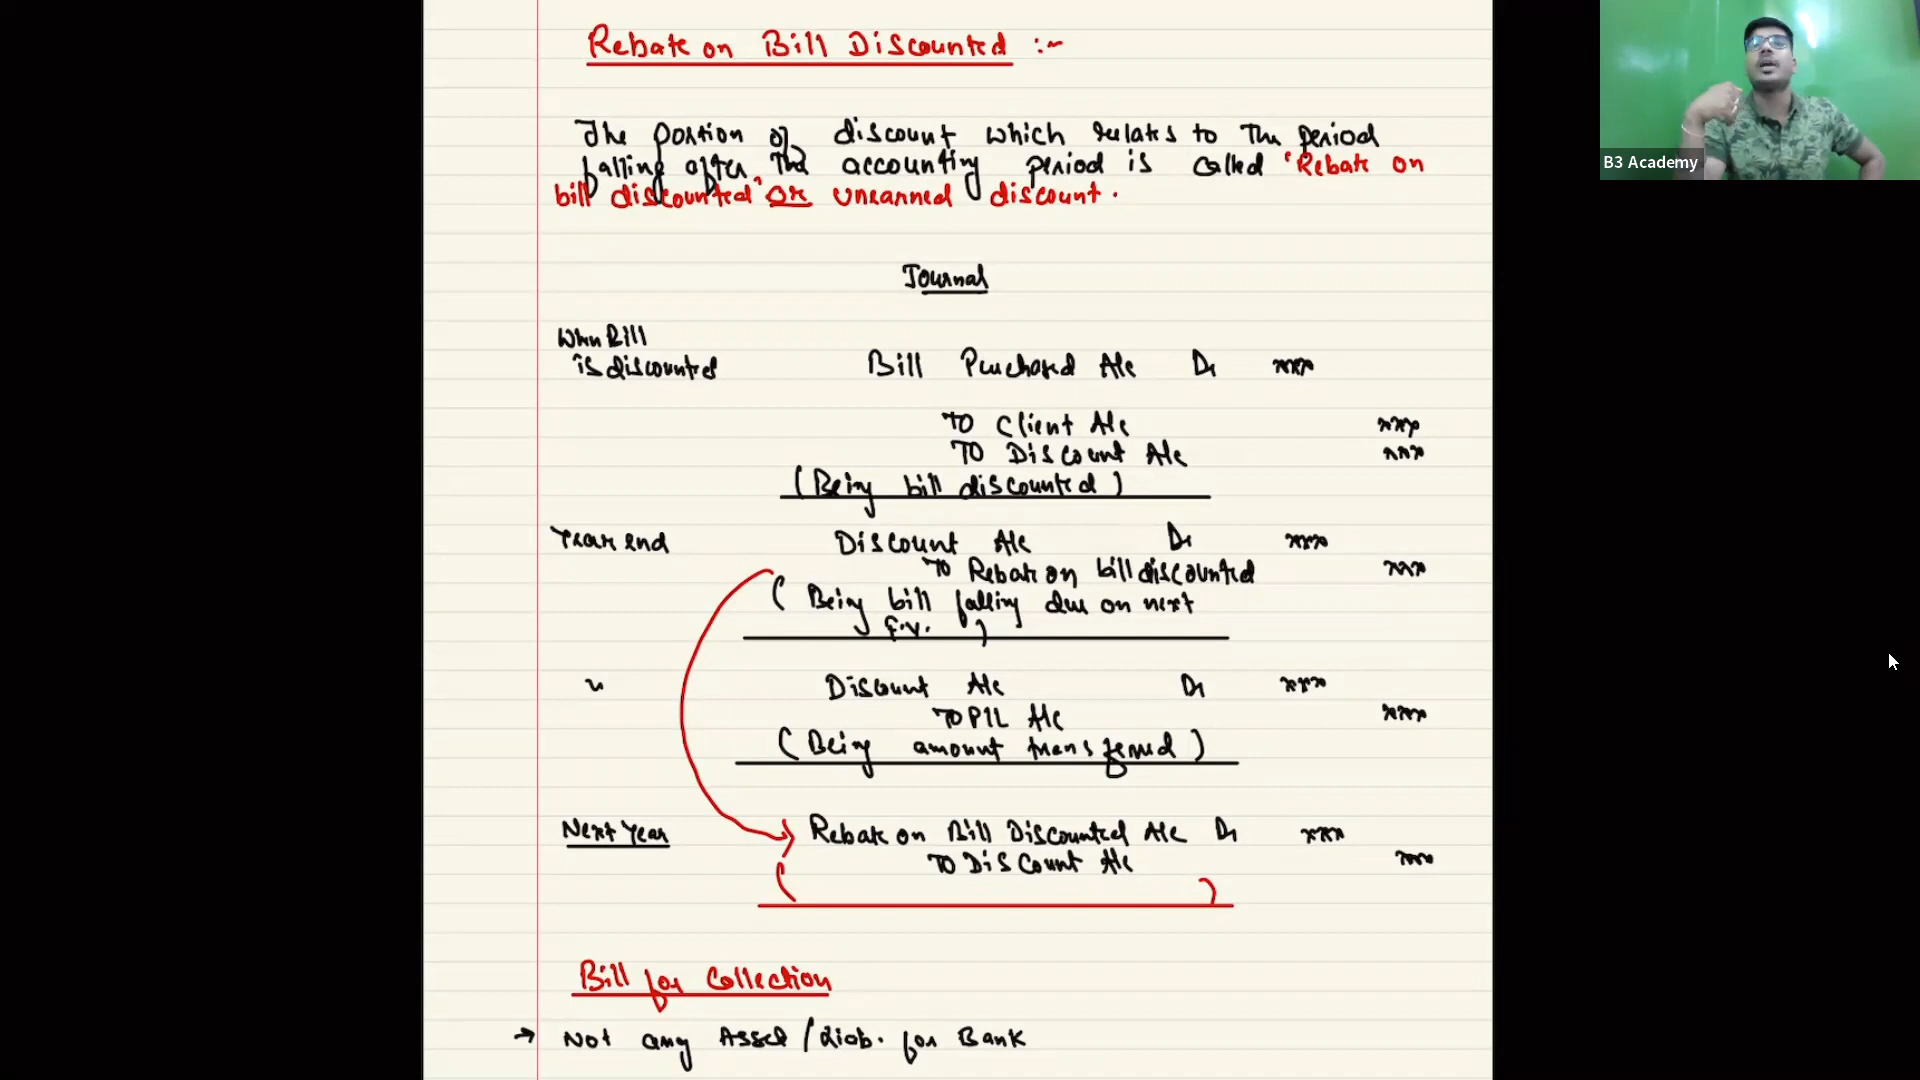 Rebate on Bill Discounted :~
The portion of discount which relates to the period
falling after the accounting period is called "Rebate on
bill discounted" or unearned discount.
Journal
When Bill
is discounted Bill Purchased A/c Dr xxx
To Client A/c xxx
To Discount A/c xxx
(Being bill discounted)
Year end Discount A/c Dr xxx
To Rebate on bill discounted xxx
(Being bill falling due on next
f.y. )
" Discount A/c Dr xxx
To P/L A/c xxx
(Being amount transferred)
Next Year Rebate on Bill Discounted A/c Dr xxx
To Discount A/c xxx
( )
Bill for Collection
→ Not any Asset / Liab. for Bank
B3 Academy